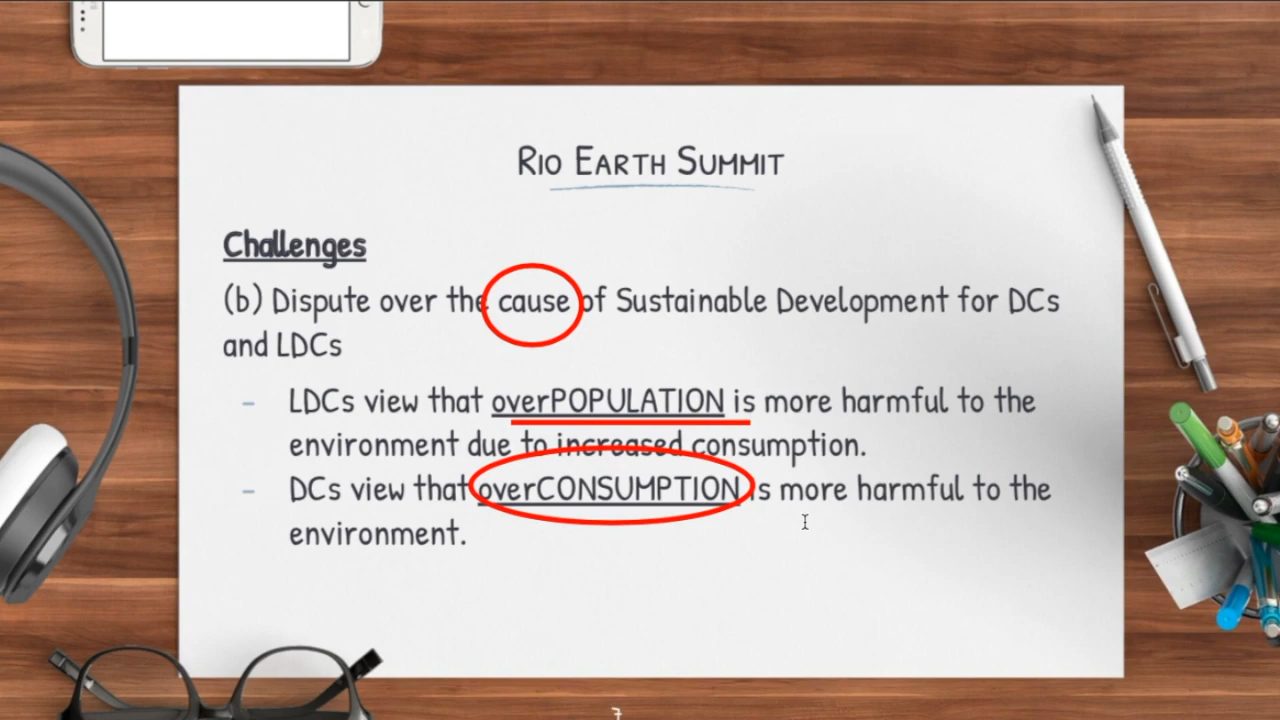 Rio Earth Summit
Challenges
(b) Dispute over the cause of Sustainable Development for DCs
and LDCs
- LDCs view that overPOPULATION is more harmful to the
environment due to increased consumption.
- DCs view that overCONSUMPTION is more harmful to the
environment.
7